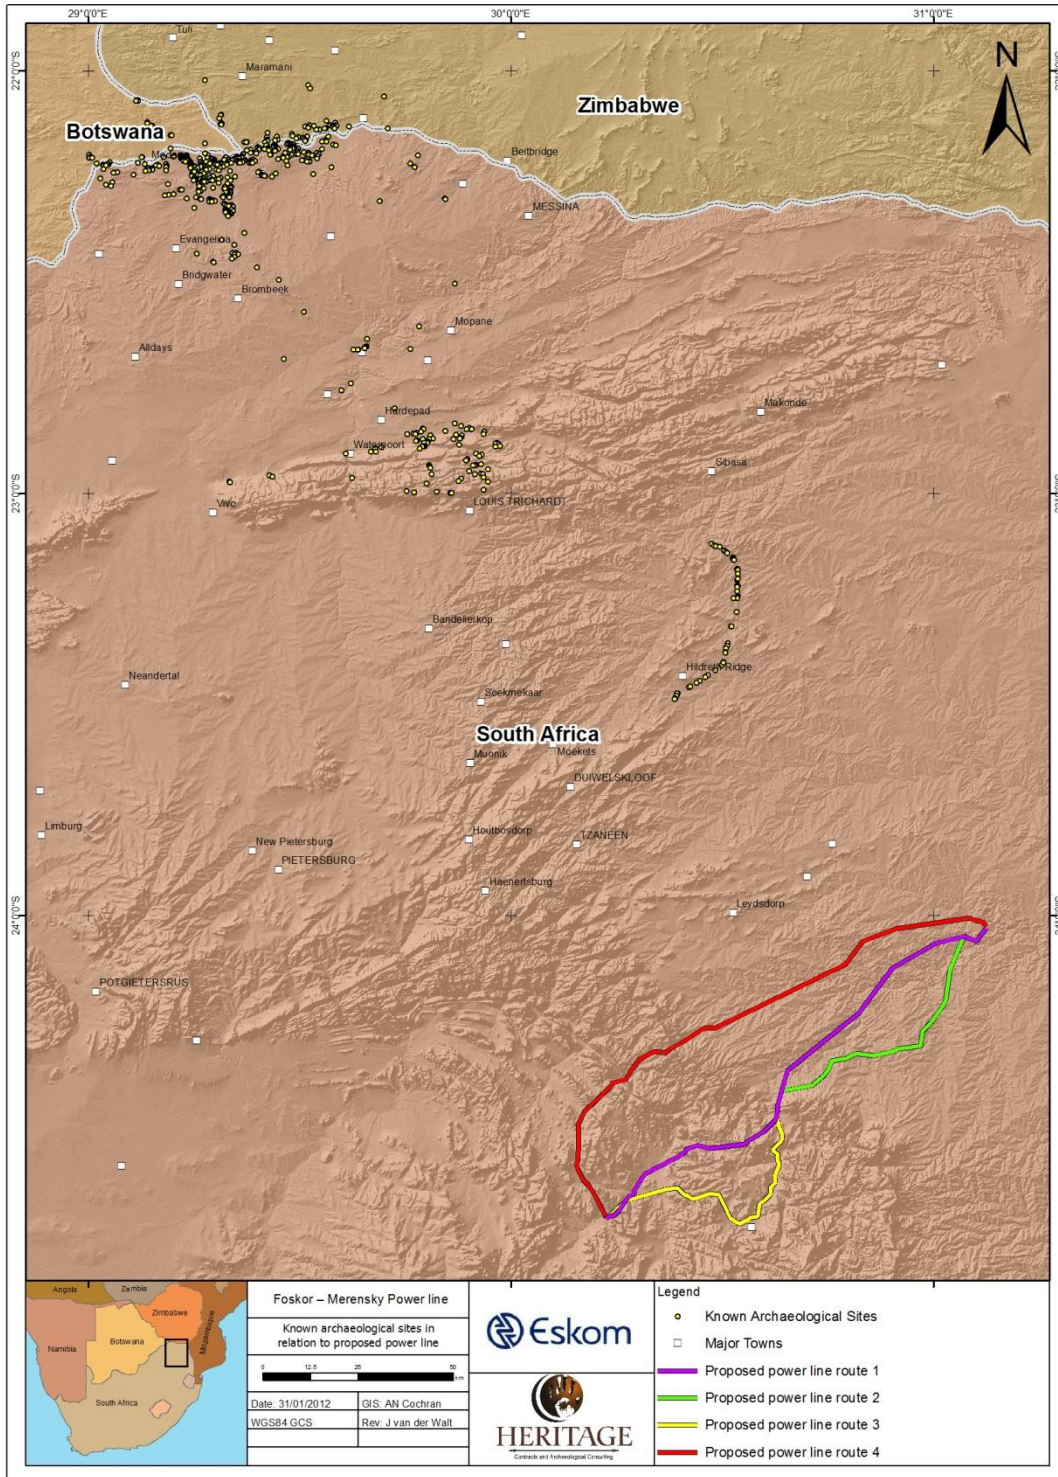 29°0'0"E
30°0'0"E
31°0'0"E
N
Tuli
Maramani
22°0'0"S
Zimbabwe
Botswana
Beitbridge
MESSINA
Evangelina
Bridgwater
Brombeek
Mopane
Alldays
Makonde
Hardepad
Waterpoort
Sibasa
23°0'0"S
Vivo
LOUIS TRICHARDT
Bandelierkop
Hildreth Ridge
Neandertal
Soekmekaar
South Africa
Munnik
Moekets
DUIWELSKLOOF
Limburg
New Pietersburg
Houtbosdorp
TZANEEN
PIETERSBURG
Haenertsburg
Leydsdorp
24°0'0"S
POTGIETERSRUS
Angola
Zambia
Zimbabwe
Mozambique
Botswana
Namibia
South Africa
Foskor – Merensky Power line
Known archaeological sites in
relation to proposed power line
0 12.5 25 50
km
Date: 31/01/2012
GIS: AN Cochran
WGS84 GCS
Rev: J van der Walt
Eskom
HERITAGE
Contracts and Archaeological Consulting
Legend
Known Archaeological Sites
Major Towns
Proposed power line route 1
Proposed power line route 2
Proposed power line route 3
Proposed power line route 4